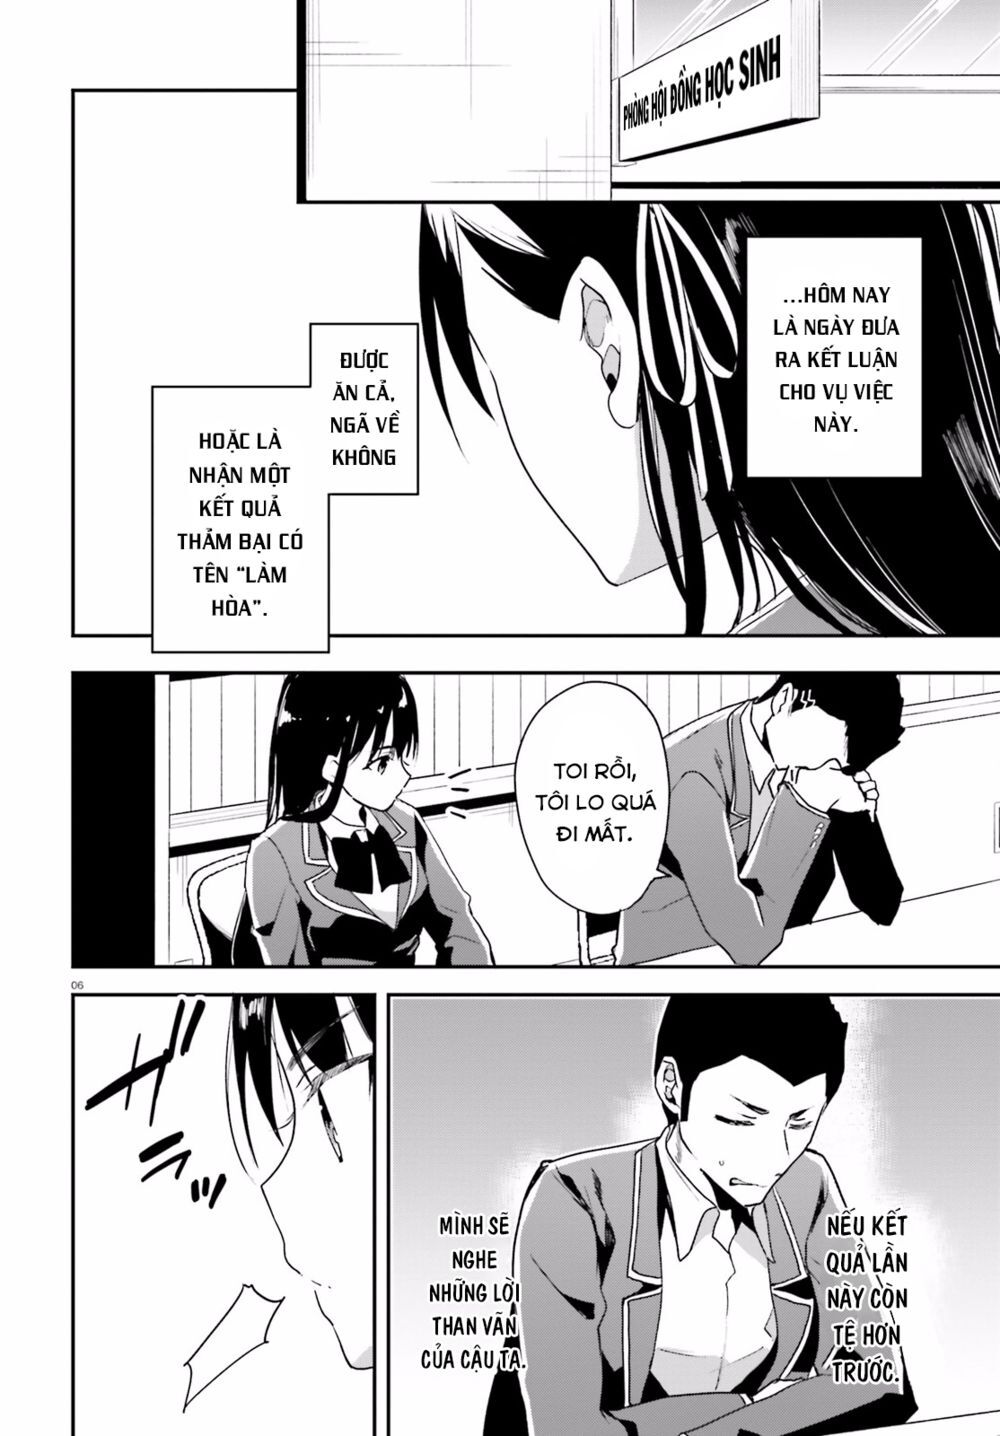 PHÒNG HỘI ĐỒNG HỌC SINH
...HÔM NAY
LÀ NGÀY ĐƯA
RA KẾT LUẬN
CHO VỤ VIỆC
NÀY.
ĐƯỢC
ĂN CẢ,
NGÃ VỀ
KHÔNG
HOẶC LÀ
NHẬN MỘT
KẾT QUẢ
THẢM BẠI CÓ
TÊN “LÀM
HÒA”.
TOI RỒI,
TÔI LO QUÁ
ĐI MẤT.
06
NẾU KẾT
QUẢ LẦN
NÀY CÒN
TỆ HƠN
TRƯỚC.
MÌNH SẼ
NGHE
NHỮNG LỜI
THAN VÃN
CỦA CẬU TA.